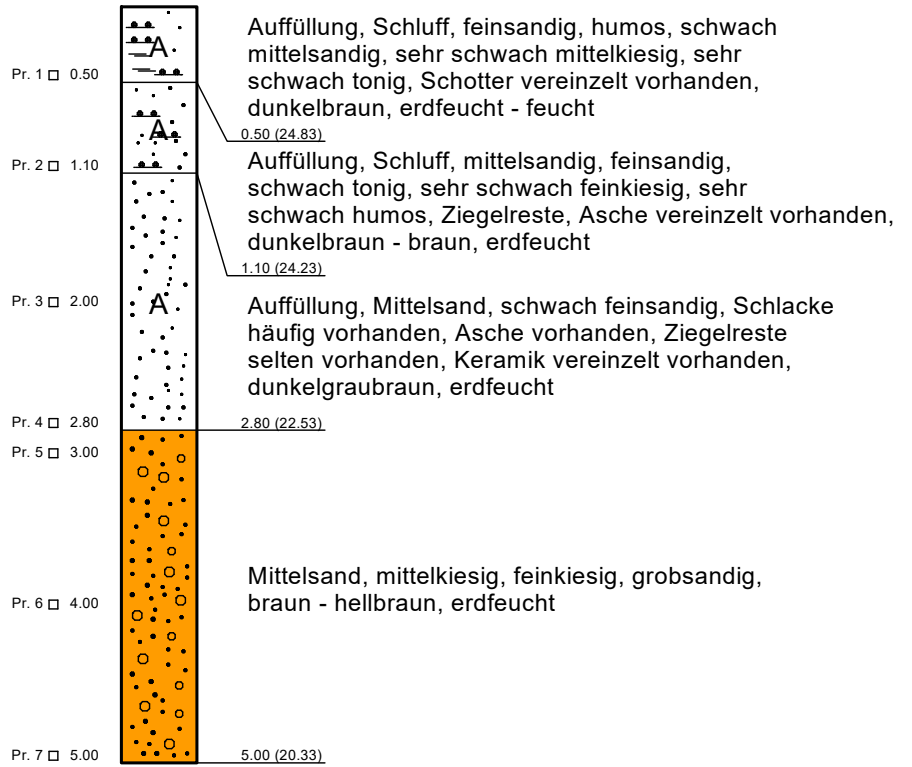 Auffüllung, Schluff, feinsandig, humos, schwach
mittelsandig, sehr schwach mittelkiesig, sehr
schwach tonig, Schotter vereinzelt vorhanden,
dunkelbraun, erdfeucht - feucht
A
Pr. 1 0.50
0.50 (24.83)
Auffüllung, Schluff, mittelsandig, feinsandig,
schwach tonig, sehr schwach feinkiesig, sehr
schwach humos, Ziegelreste, Asche vereinzelt vorhanden,
dunkelbraun - braun, erdfeucht
A
Pr. 2 1.10
1.10 (24.23)
Auffüllung, Mittelsand, schwach feinsandig, Schlacke
häufig vorhanden, Asche vorhanden, Ziegelreste
selten vorhanden, Keramik vereinzelt vorhanden,
dunkelgraubraun, erdfeucht
Pr. 3 2.00
A
Pr. 4 2.80
2.80 (22.53)
Pr. 5 3.00
Mittelsand, mittelkiesig, feinkiesig, grobsandig,
braun - hellbraun, erdfeucht
Pr. 6 4.00
Pr. 7 5.00
5.00 (20.33)